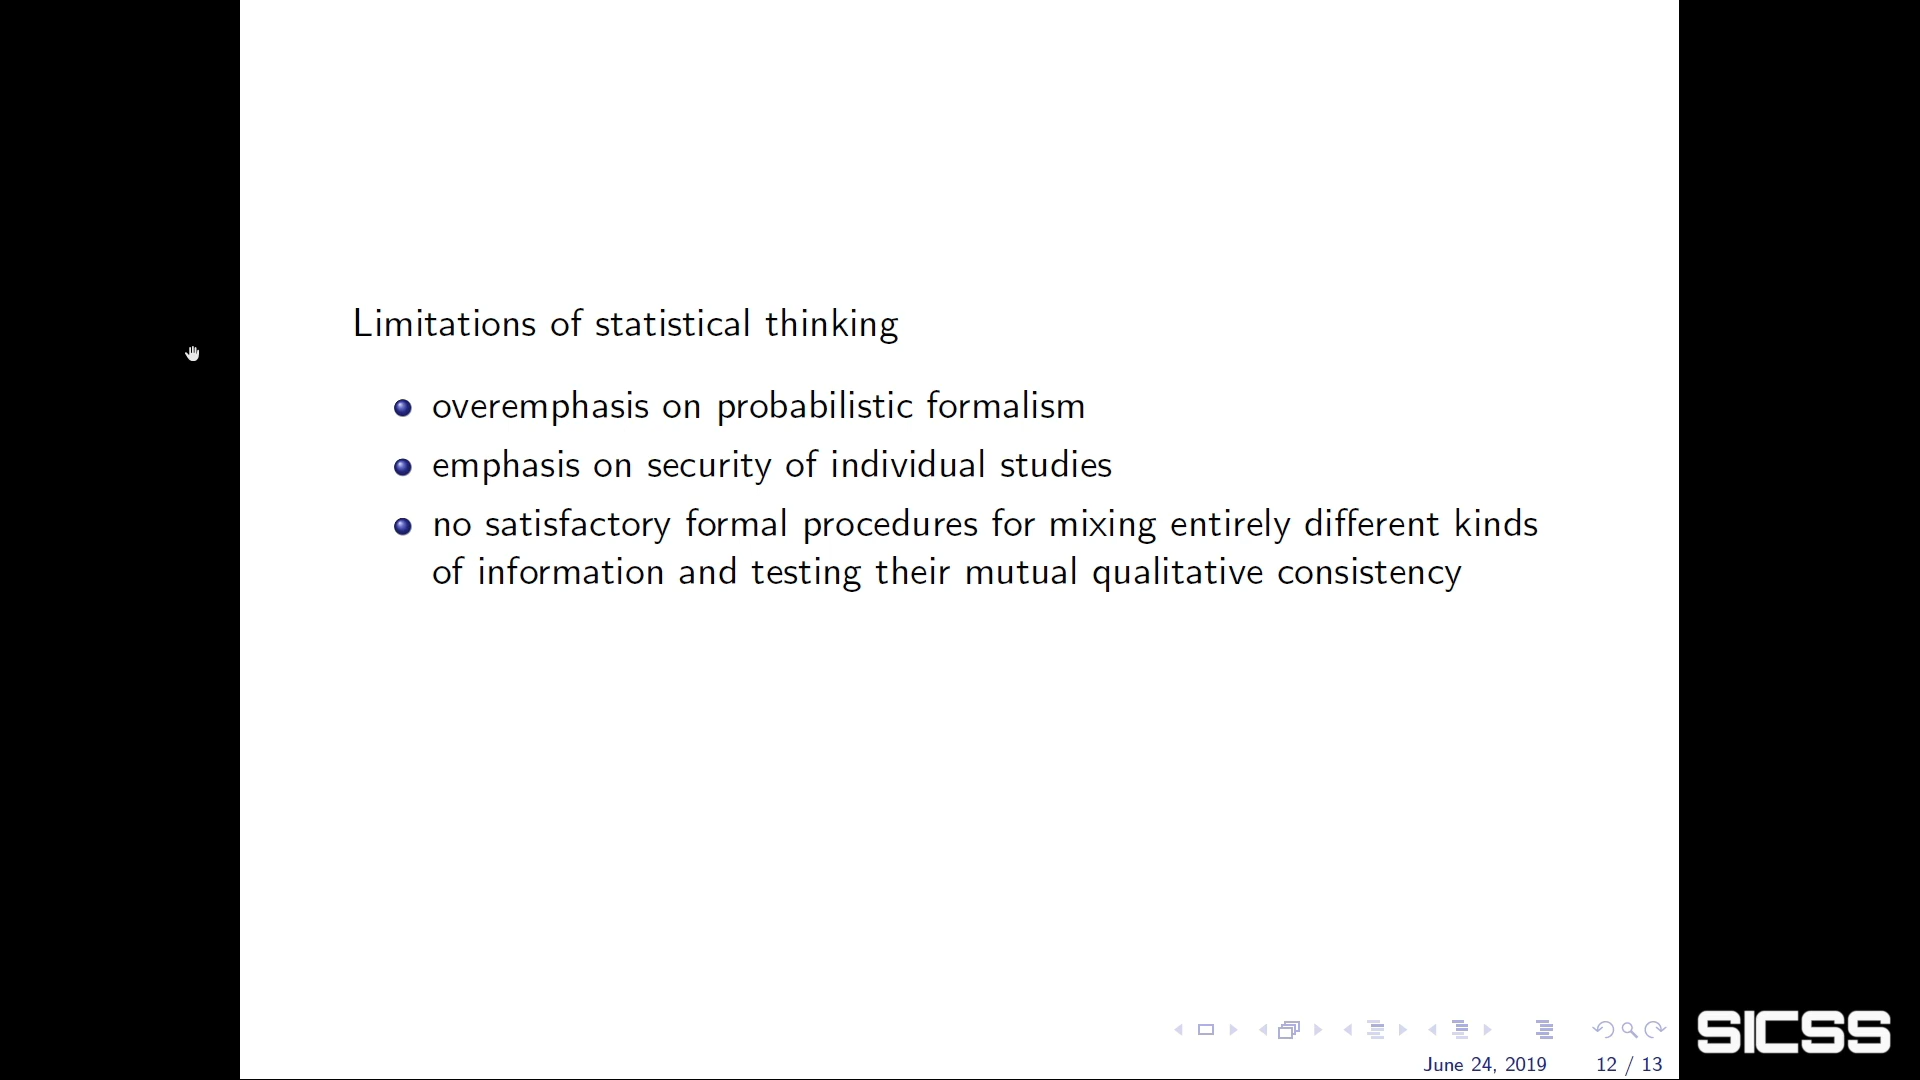 Limitations of statistical thinking
overemphasis on probabilistic formalism
emphasis on security of individual studies
no satisfactory formal procedures for mixing entirely different kinds
of information and testing their mutual qualitative consistency
June 24, 2019 12 / 13
SICSS